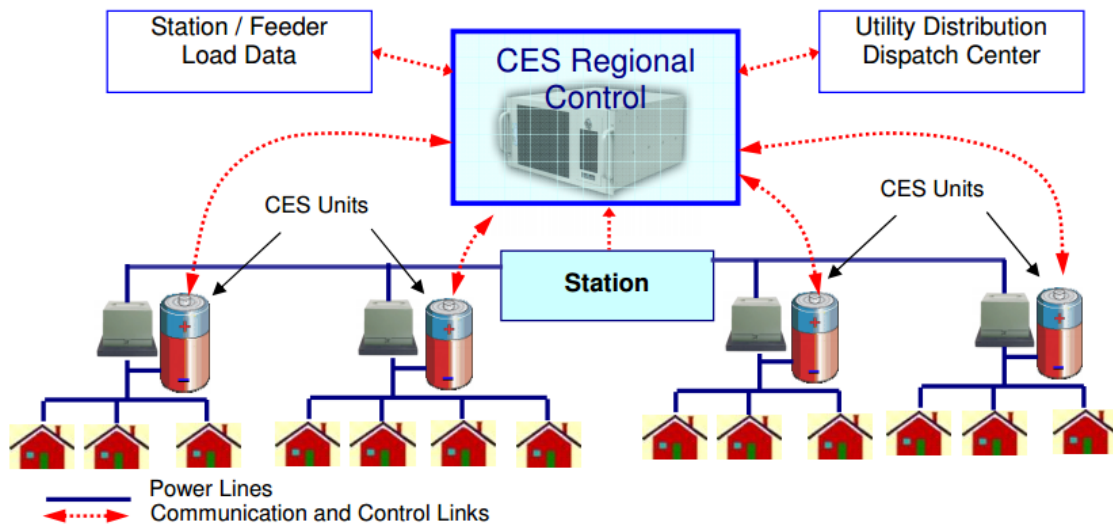 Station / Feeder
Load Data
CES Regional
Control
Utility Distribution
Dispatch Center
CES Units
CES Units
Station
Power Lines
Communication and Control Links